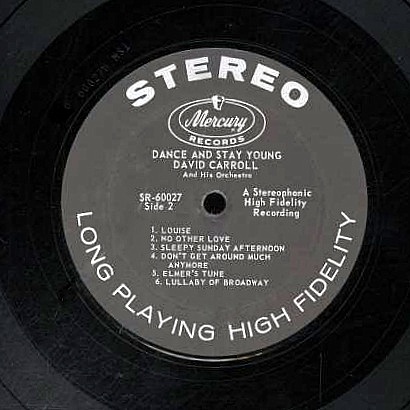 STEREO
Mercury
RECORDS
DANCE AND STAY YOUNG
DAVID CARROLL
And His Orchestra
SR-60027
Side 2
A Stereophonic
High Fidelity
Recording
1. LOUISE
2. NO OTHER LOVE
3. SLEEPY SUNDAY AFTERNOON
4. DON'T GET AROUND MUCH
ANYMORE
5. ELMER'S TUNE
6. LULLABY OF BROADWAY
LONG PLAYING HIGH FIDELITY